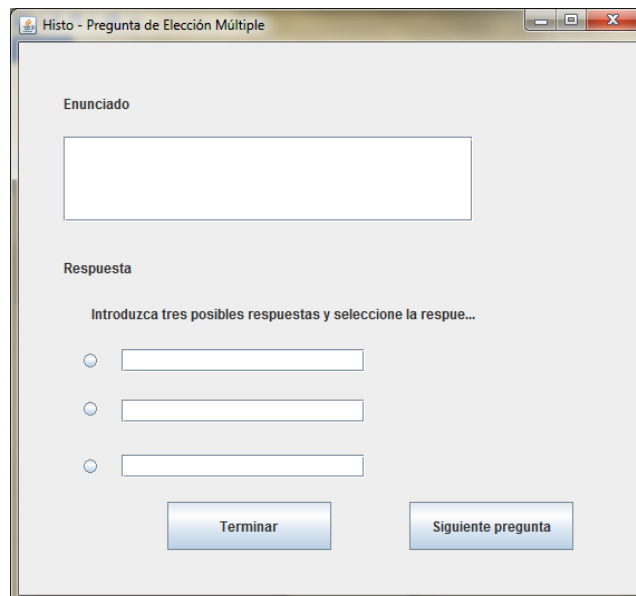 Histo - Pregunta de Elección Múltiple
Enunciado
Respuesta
Introduzca tres posibles respuestas y seleccione la respue...
Terminar
Siguiente pregunta